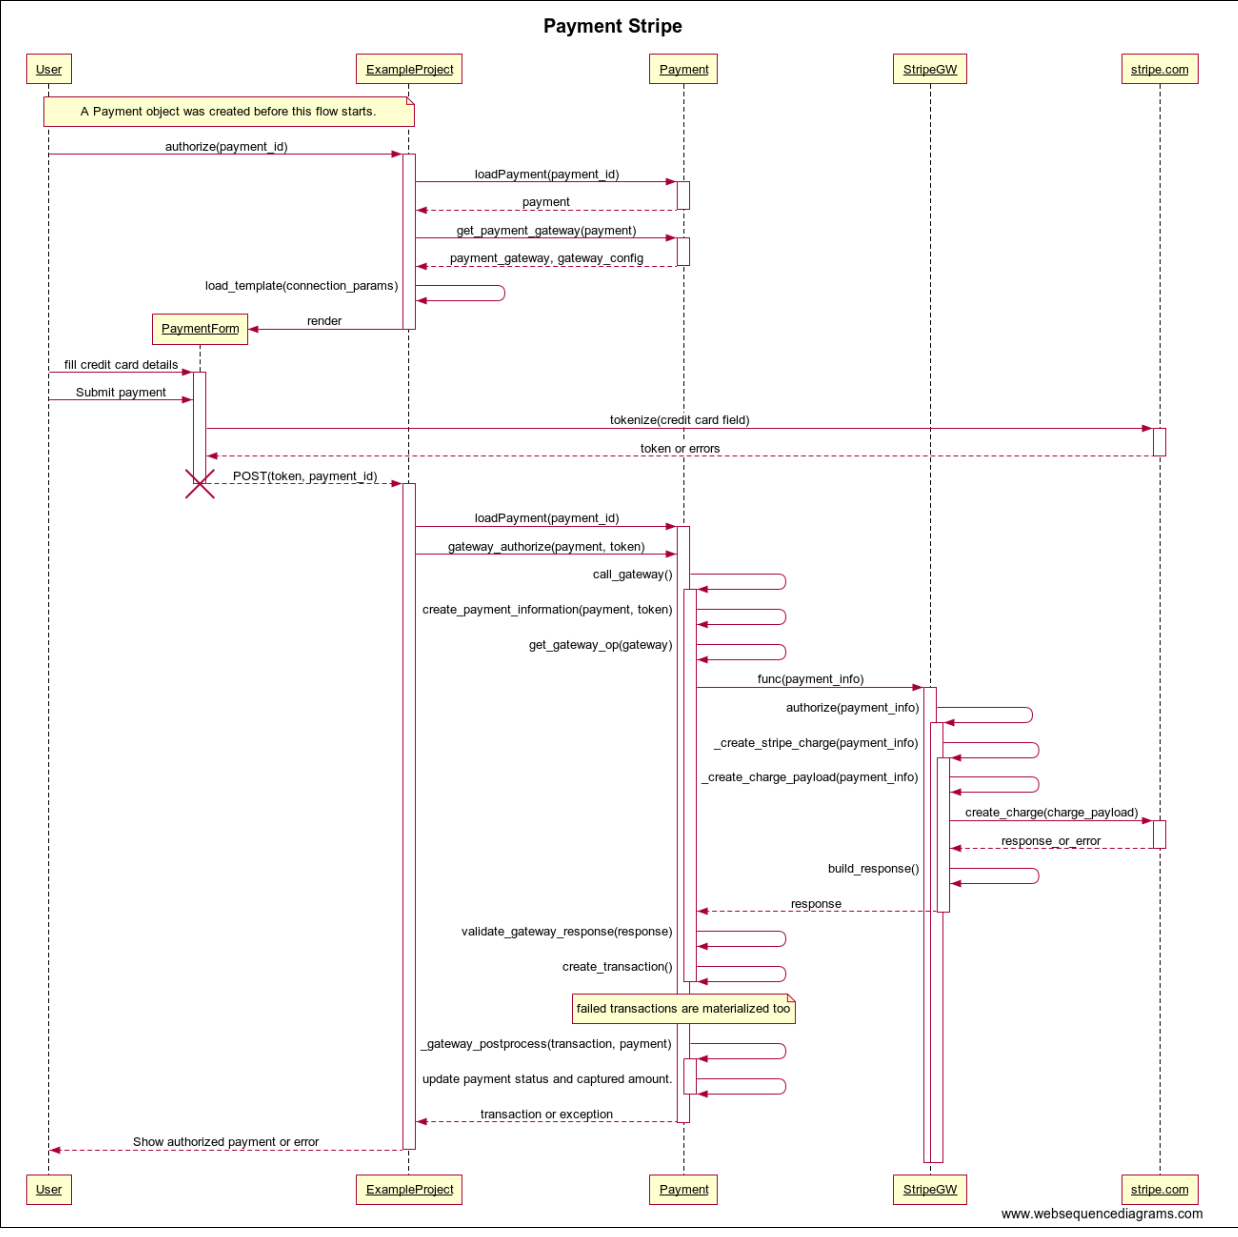 Payment Stripe
User
ExampleProject
Payment
StripeGW
stripe.com
A Payment object was created before this flow starts.
authorize(payment_id)
loadPayment(payment_id)
payment
get_payment_gateway(payment)
payment_gateway, gateway_config
load_template(connection_params)
PaymentForm
render
fill credit card details
Submit payment
tokenize(credit card field)
token or errors
POST(token, payment_id)
loadPayment(payment_id)
gateway_authorize(payment, token)
call_gateway()
create_payment_information(payment, token)
get_gateway_op(gateway)
func(payment_info)
authorize(payment_info)
_create_stripe_charge(payment_info)
_create_charge_payload(payment_info)
create_charge(charge_payload)
response_or_error
build_response()
response
validate_gateway_response(response)
create_transaction()
failed transactions are materialized too
_gateway_postprocess(transaction, payment)
update payment status and captured amount.
transaction or exception
Show authorized payment or error
User
ExampleProject
Payment
StripeGW
stripe.com
www.websequencediagrams.com